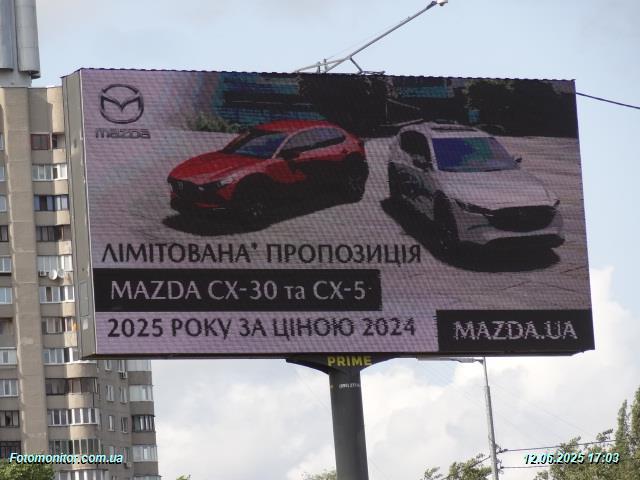 mazda
ЛІМІТОВАНА* ПРОПОЗИЦІЯ
MAZDA CX-30 та CX-5
2025 РОКУ ЗА ЦІНОЮ 2024
MAZDA.UA
PRIME
Fotomonitor.com.ua
12.06.2025 17:03